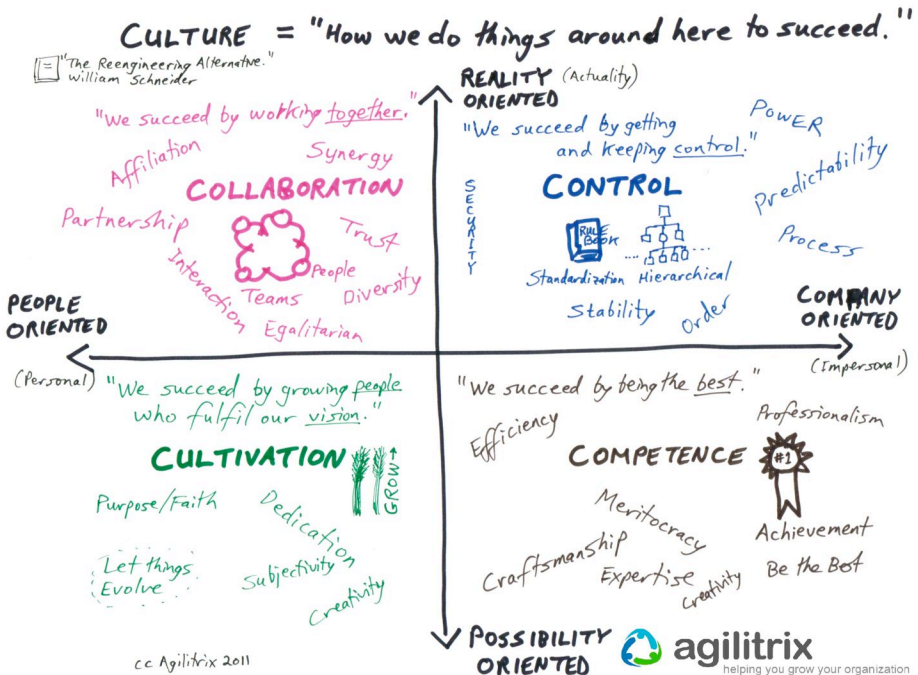 CULTURE = "How we do things around here to succeed."
"The Reengineering Alternative."
William Schneider
REALITY (Actuality)
ORIENTED
"We succeed by working together."
Affiliation
Synergy
COLLABORATION
Partnership
Trust
Interaction
People
Teams
Diversity
Egalitarian
"We succeed by getting
and keeping control."
POWER
SECURITY
CONTROL
Predictability
RULE
BOOK
Process
Standardization
Hierarchical
Stability
Order
PEOPLE
ORIENTED
(Personal)
COMPANY
ORIENTED
(Impersonal)
"We succeed by growing people
who fulfil our vision."
CULTIVATION
GROW
Purpose/Faith
Dedication
Let things
Evolve
Subjectivity
Creativity
"We succeed by being the best."
Efficiency
Professionalism
COMPETENCE
#1
Meritocracy
Craftsmanship
Expertise
Creativity
Achievement
Be the Best
POSSIBILITY
ORIENTED
cc Agilitrix 2011
agilitrix
helping you grow your organization